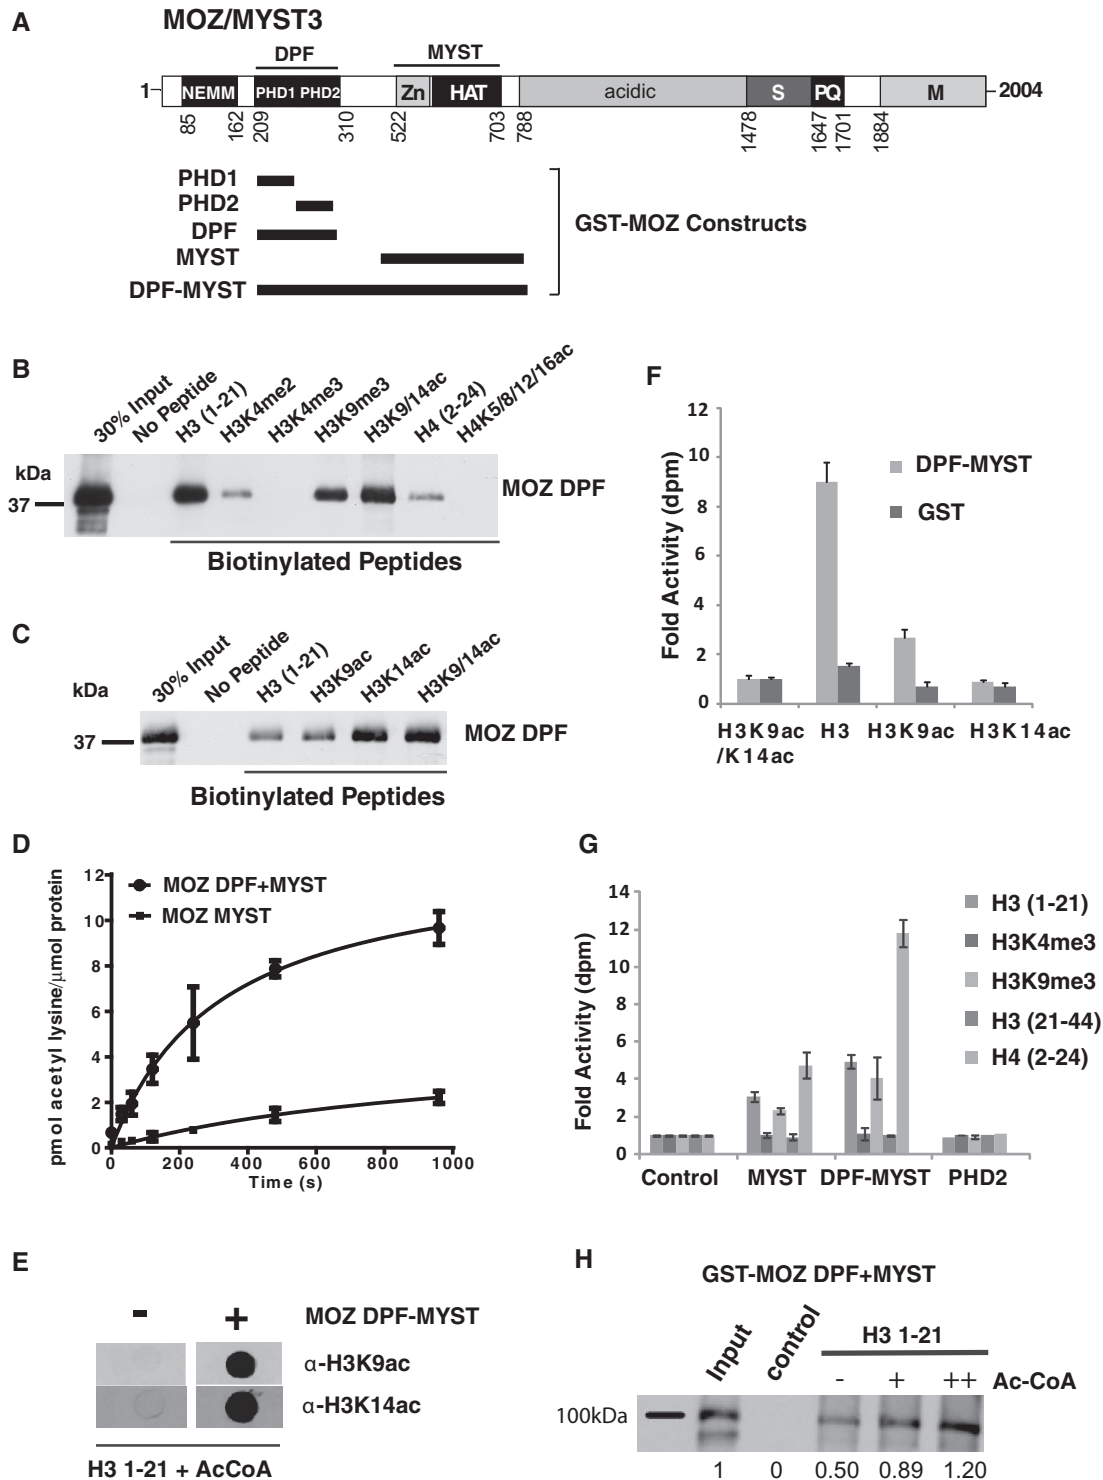 A
MOZ/MYST3
DPF
MYST
1
NEMM
PHD1 PHD2
Zn
HAT
acidic
S
PQ
M
2004
85
162
209
310
522
703
788
1478
1647
1701
1884
PHD1
PHD2
DPF
MYST
DPF-MYST
GST-MOZ Constructs
B
30% Input
No Peptide
H3 (1-21)
H3K4me2
H3K4me3
H3K9me3
H3K9/14ac
H4 (2-24)
H4K5/8/12/16ac
kDa
37
MOZ DPF
Biotinylated Peptides
C
30% Input
No Peptide
H3 (1-21)
H3K9ac
H3K14ac
H3K9/14ac
kDa
37
MOZ DPF
Biotinylated Peptides
D
pmol acetyl lysine/μmol protein
12
10
8
6
4
2
0
MOZ DPF+MYST
MOZ MYST
0
200
400
600
800
1000
Time (s)
E
-
+
MOZ DPF-MYST
α-H3K9ac
α-H3K14ac
H3 1-21 + AcCoA
F
Fold Activity (dpm)
12
10
8
6
4
2
0
DPF-MYST
GST
H3K9ac
/K14ac
H3
H3K9ac
H3K14ac
G
Fold Activity (dpm)
14
12
10
8
6
4
2
0
H3 (1-21)
H3K4me3
H3K9me3
H3 (21-44)
H4 (2-24)
Control
MYST
DPF-MYST
PHD2
H
GST-MOZ DPF+MYST
Input
control
H3 1-21
-
+
++
Ac-CoA
100kDa
1
0
0.50
0.89
1.20